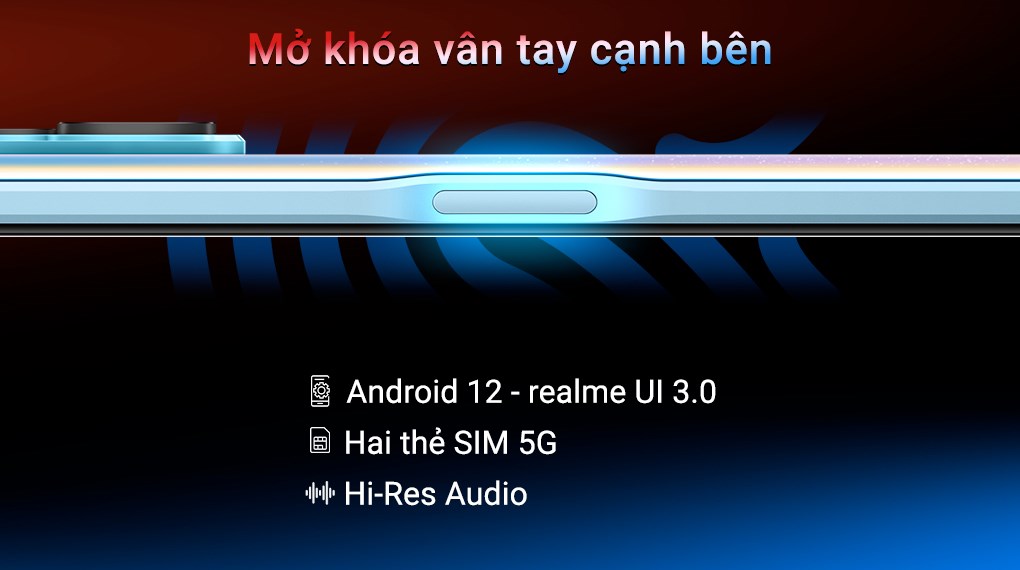 Mở khóa vân tay cạnh bên
Android 12 - realme UI 3.0
Hai thẻ SIM 5G
Hi-Res Audio